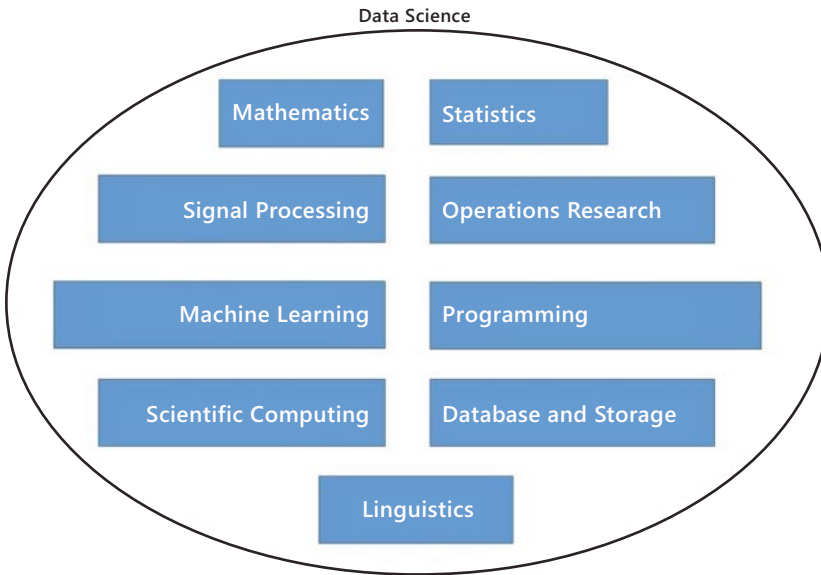 Data Science
Mathematics
Statistics
Signal Processing
Operations Research
Machine Learning
Programming
Scientific Computing
Database and Storage
Linguistics